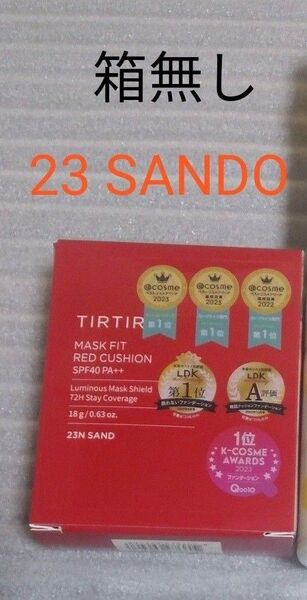 箱無し
23 SANDO
@cosme
2023
第1位
@cosme
2023
第1位
@cosme
2022
第1位
TIRTIR
MASK FIT
RED CUSHION
SPF40 PA++
Luminous Mask Shield
72H Stay Coverage
18g / 0.63 oz.
23N SAND
LDK
第1位
LDK
A評価
1位
K-COSME
AWARDS
2023
ファンデーション
Qoo10